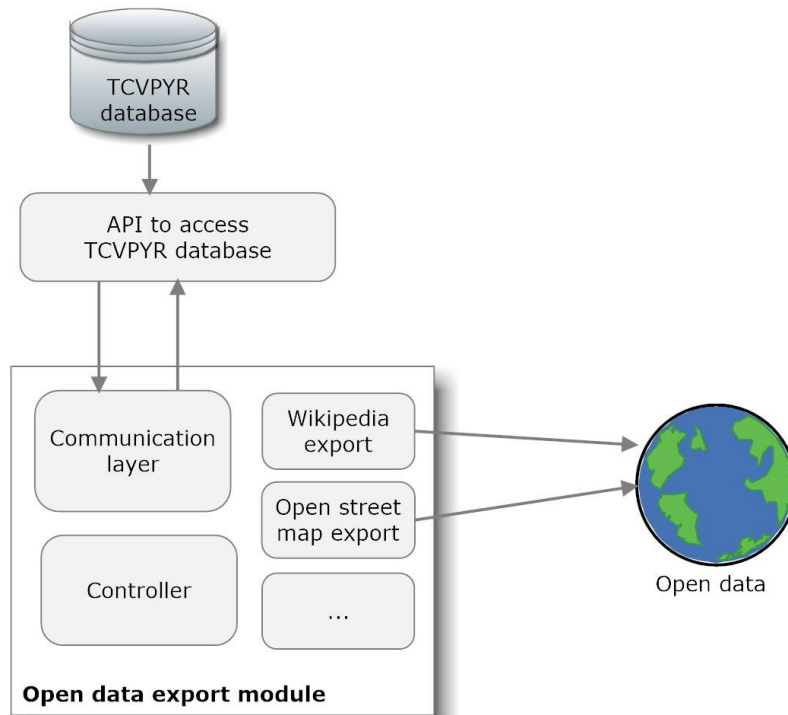 TCVPYR
database
API to access
TCVPYR database
Communication
layer
Wikipedia
export
Open street
map export
Controller
...
Open data export module
Open data